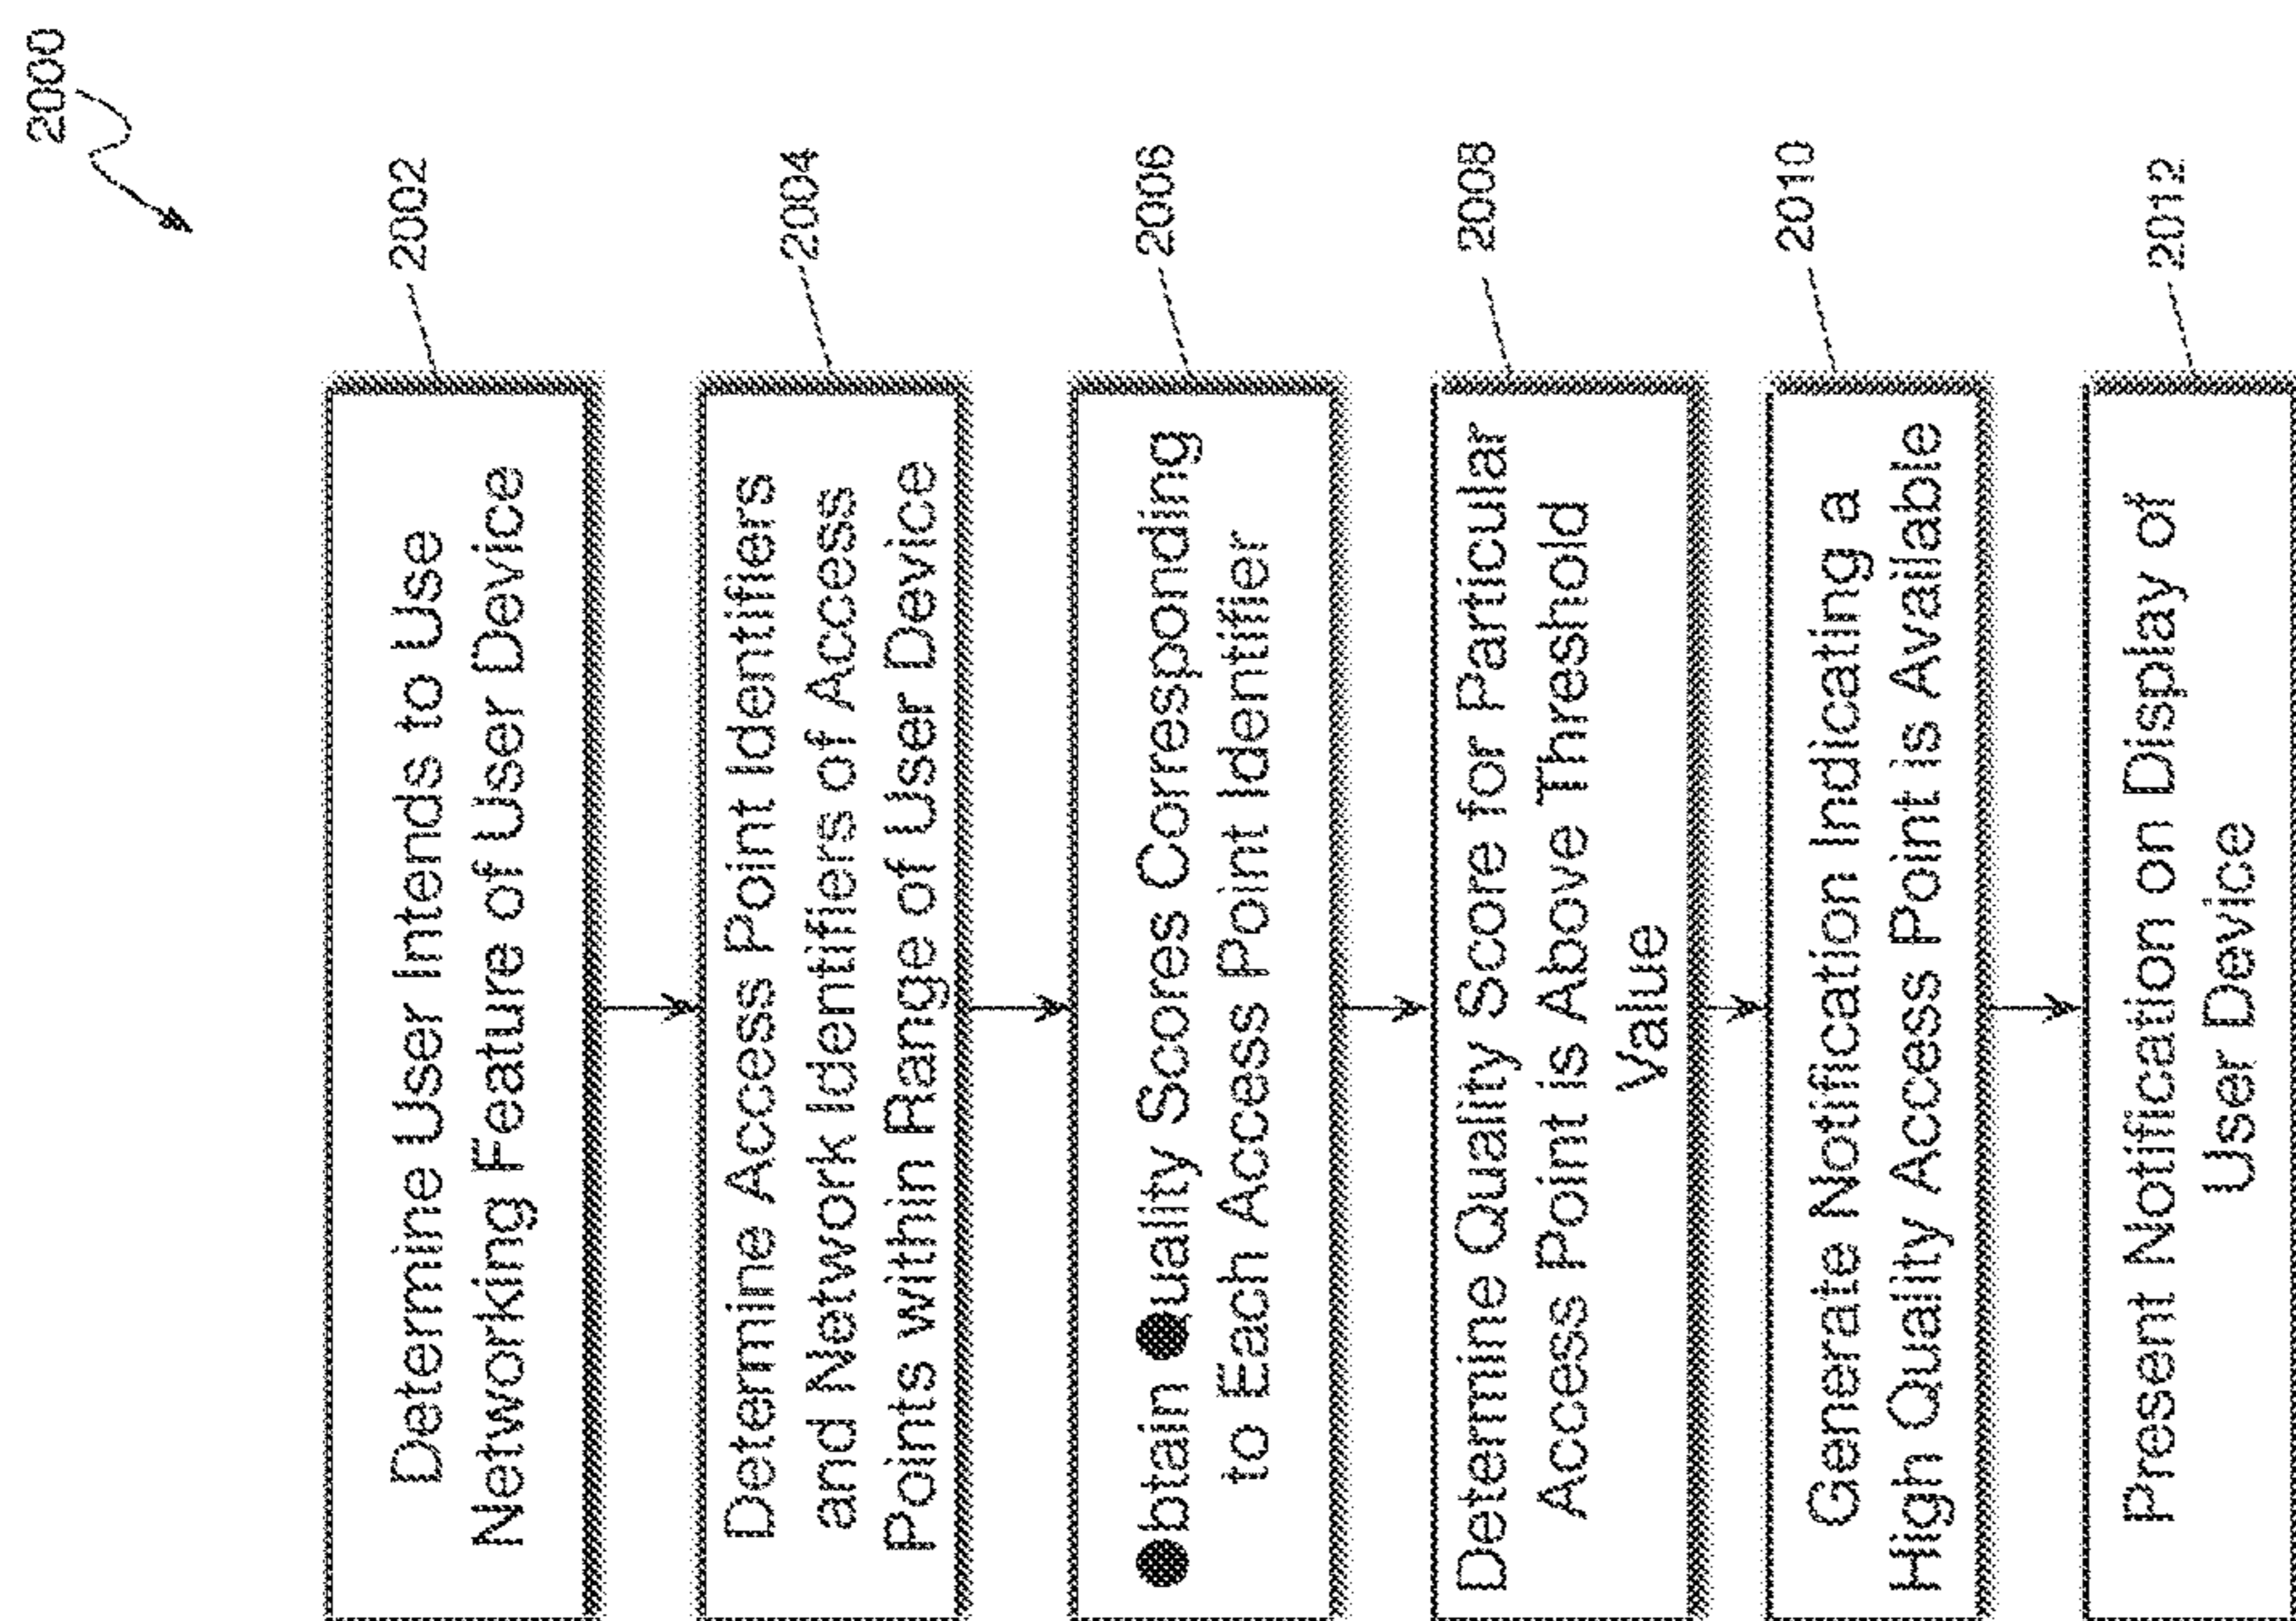 2000
2002
Determine User Intends to Use
Networking Feature of User Device
2004
Determine Access Point Identifiers
and Network Identifiers of Access
Points within Range of User Device
2006
●btain ●uality Scores Corresponding
to Each Access Point Identifier
2008
Determine Quality Score for Particular
Access Point is Above Threshold
Value
2010
Generate Notification Indicating a
High Quality Access Point is Available
2012
Present Notification on Display of
User Device